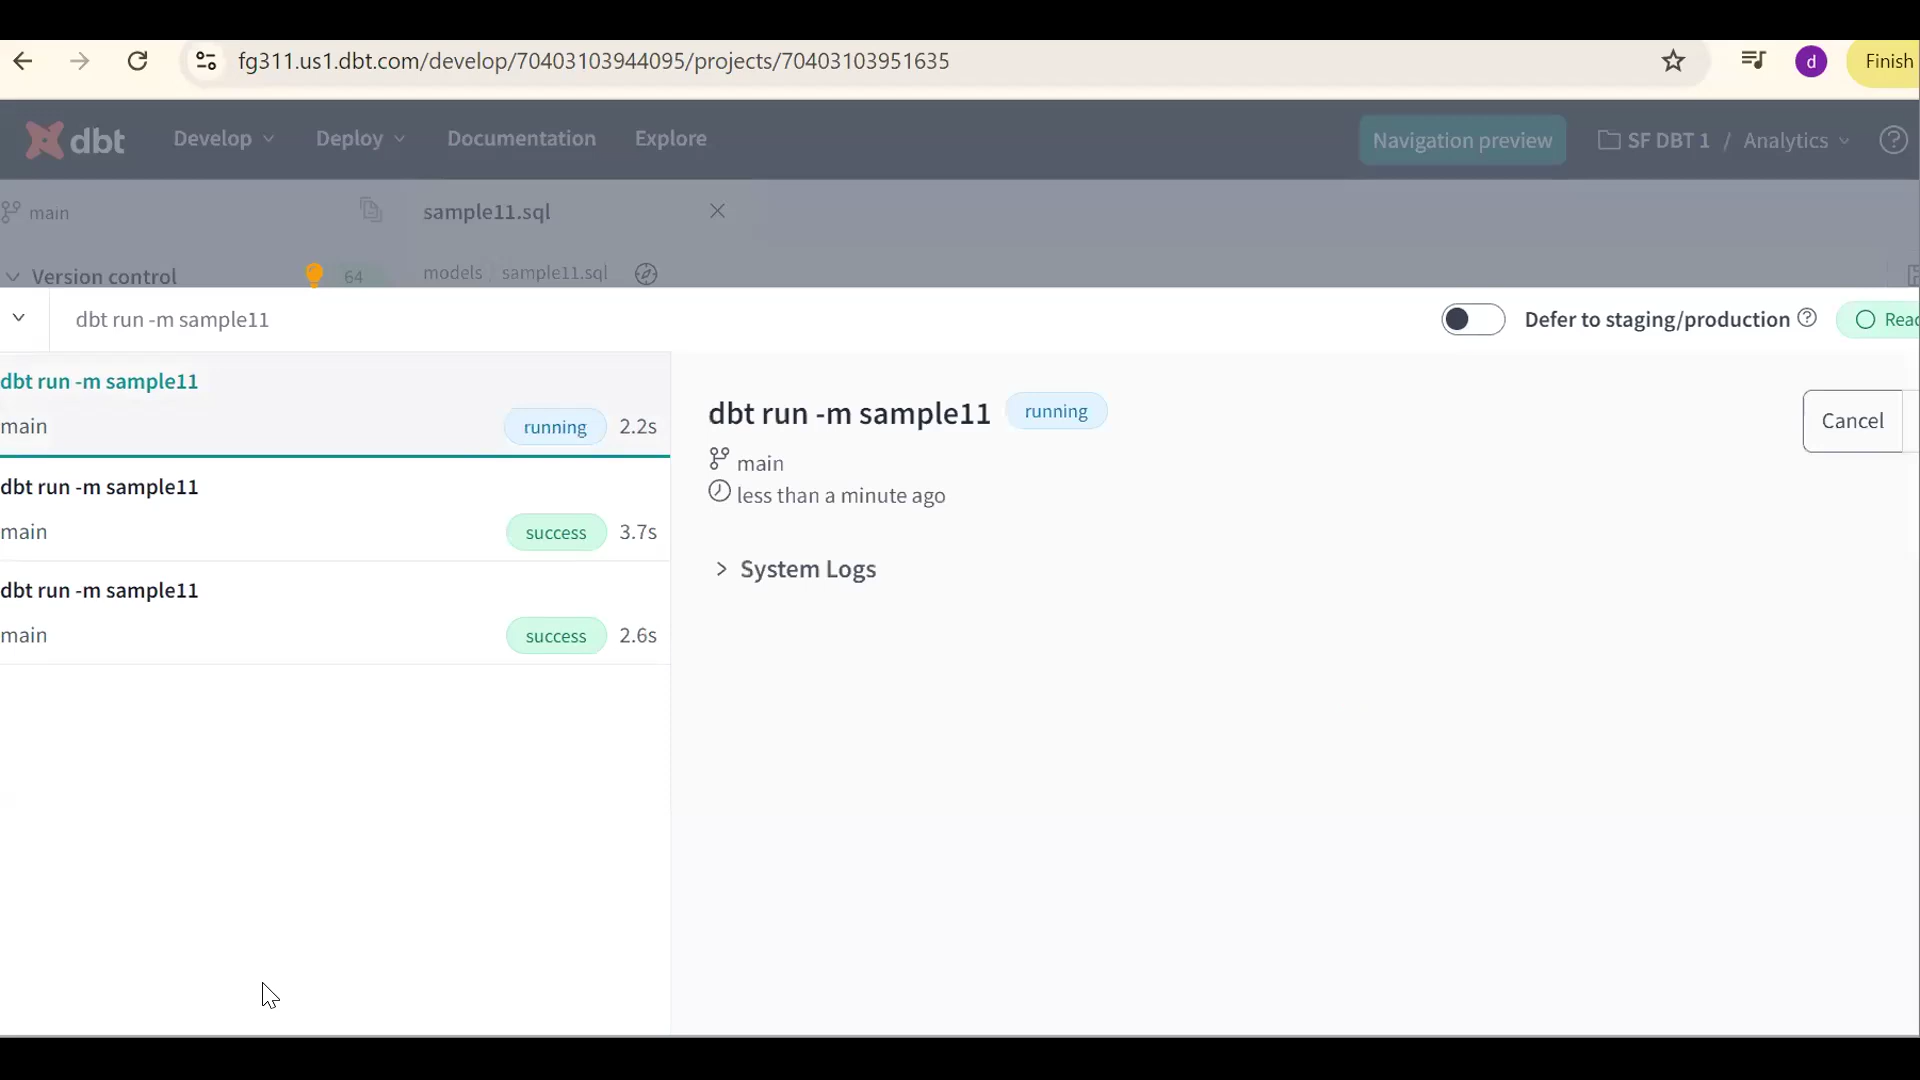 fg311.us1.dbt.com/develop/70403103944095/projects/70403103951635
d
Finish
dbt Develop Deploy Documentation Explore Navigation preview SF DBT 1 / Analytics
main sample11.sql
Version control 64 models sample11.sql
dbt run -m sample11 Defer to staging/production
dbt run -m sample11
main running 2.2s
dbt run -m sample11
main success 3.7s
dbt run -m sample11
main success 2.6s
dbt run -m sample11 running Cancel
main
less than a minute ago
System Logs